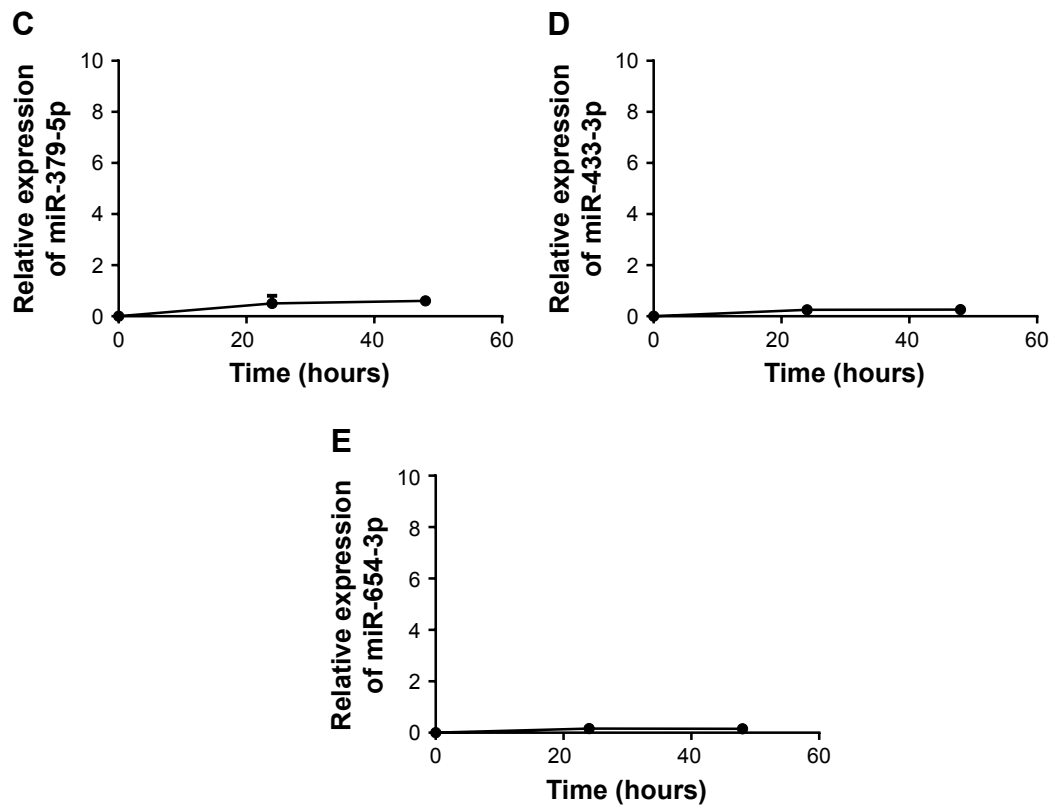 C
Relative expression
of miR-379-5p
10
8
6
4
2
0
0 20 40 60
Time (hours)
D
Relative expression
of miR-433-3p
10
8
6
4
2
0
0 20 40 60
Time (hours)
E
Relative expression
of miR-654-3p
10
8
6
4
2
0
0 20 40 60
Time (hours)